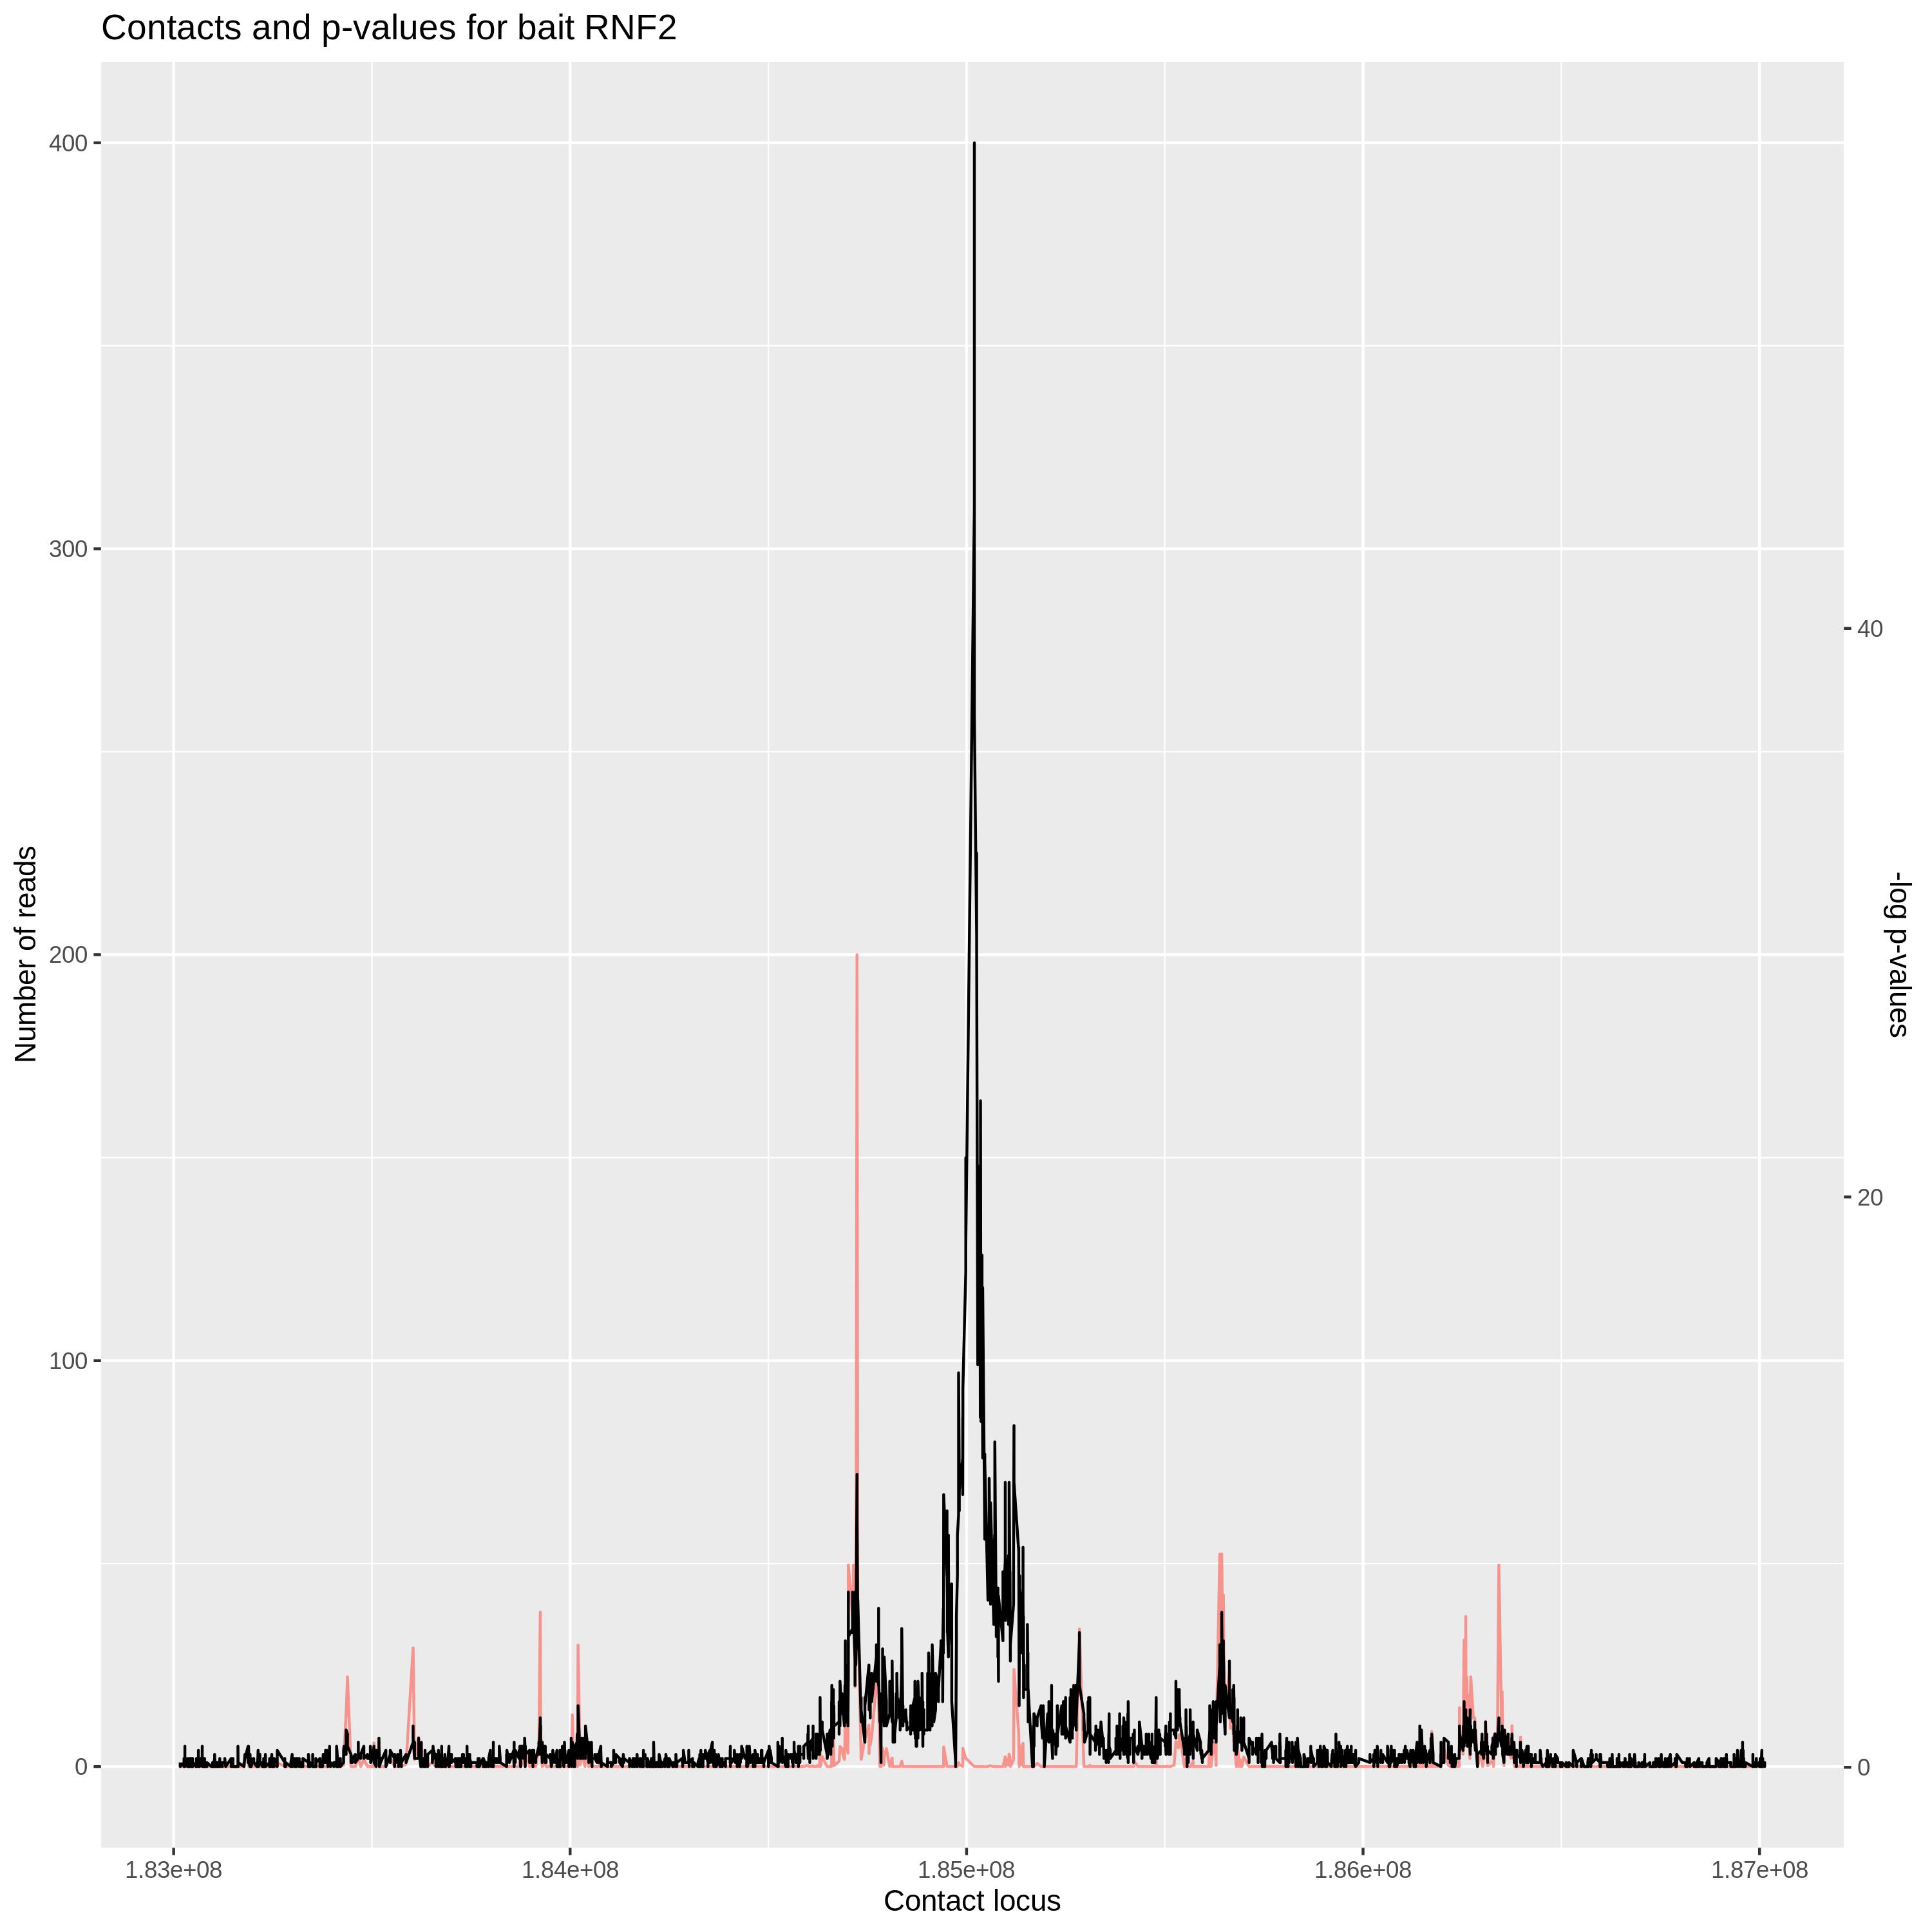 Contacts and p-values for bait RNF2
400
300
200
100
0
Number of reads
40
20
0
-log p-values
1.83e+08
1.84e+08
1.85e+08
1.86e+08
1.87e+08
Contact locus